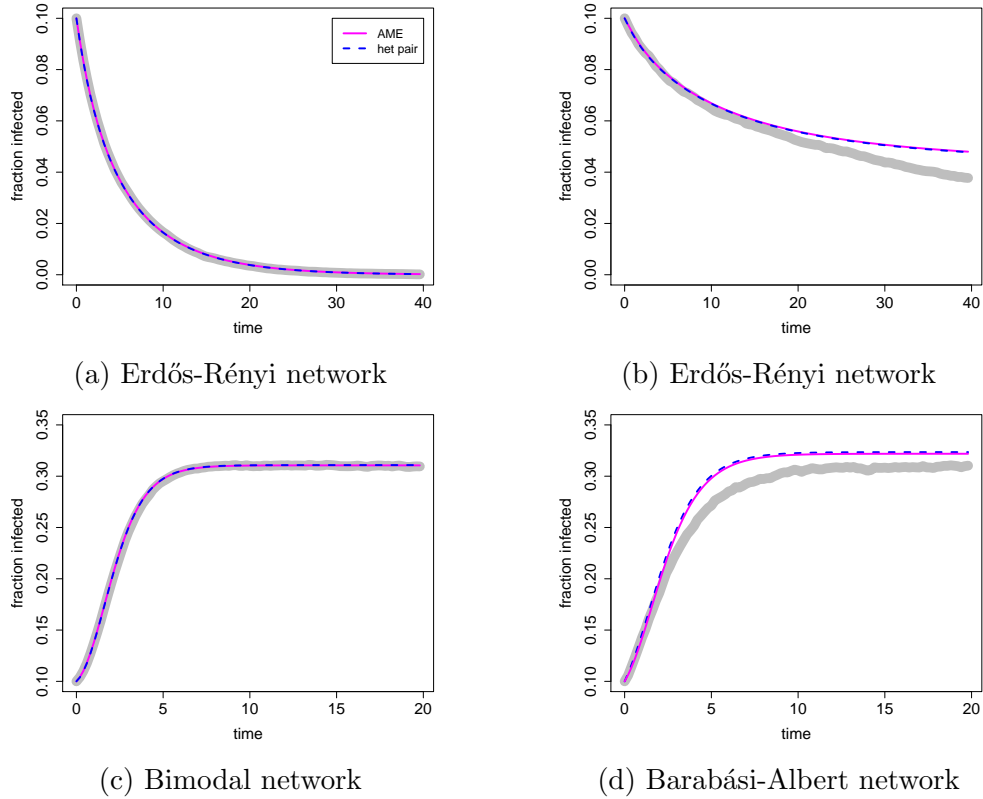 0.10
0.08
0.06
0.04
0.02
0.00
fraction infected
AME
het pair
0 10 20 30 40
time
(a) Erdős-Rényi network
0.10
0.08
0.06
0.04
0.02
0.00
fraction infected
0 10 20 30 40
time
(b) Erdős-Rényi network
0.35
0.30
0.25
0.20
0.15
0.10
fraction infected
0 5 10 15 20
time
(c) Bimodal network
0.35
0.30
0.25
0.20
0.15
0.10
fraction infected
0 5 10 15 20
time
(d) Barabási-Albert network